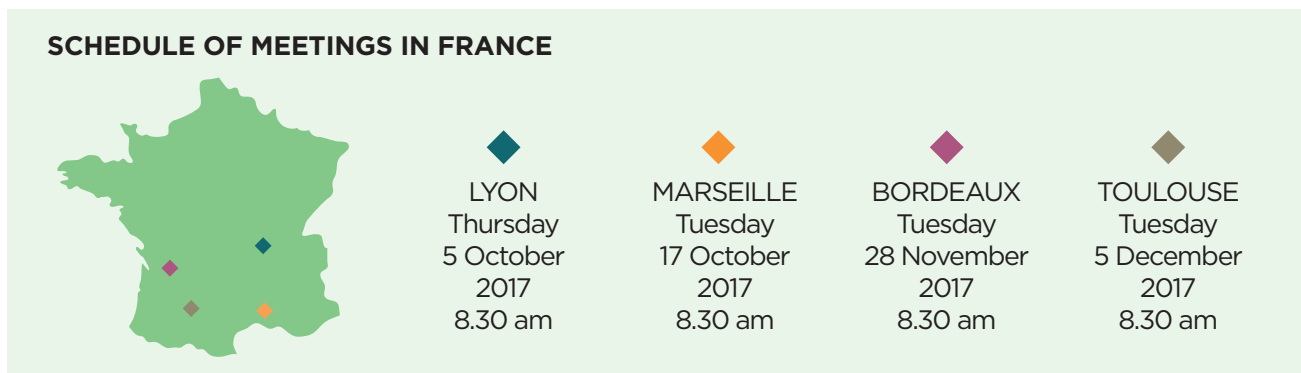 SCHEDULE OF MEETINGS IN FRANCE
LYON
Thursday
5 October
2017
8.30 am
MARSEILLE
Tuesday
17 October
2017
8.30 am
BORDEAUX
Tuesday
28 November
2017
8.30 am
TOULOUSE
Tuesday
5 December
2017
8.30 am